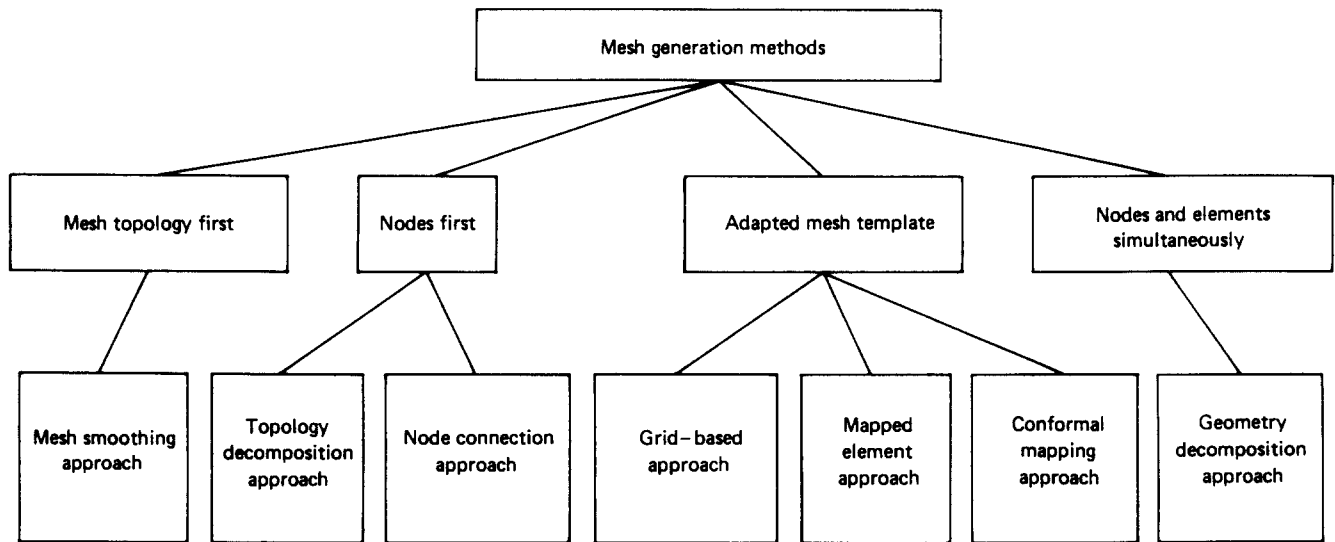 Mesh generation methods
Mesh topology first
Nodes first
Adapted mesh template
Nodes and elements
simultaneously
Mesh smoothing
approach
Topology
decomposition
approach
Node connection
approach
Grid-based
approach
Mapped
element
approach
Conformal
mapping
approach
Geometry
decomposition
approach